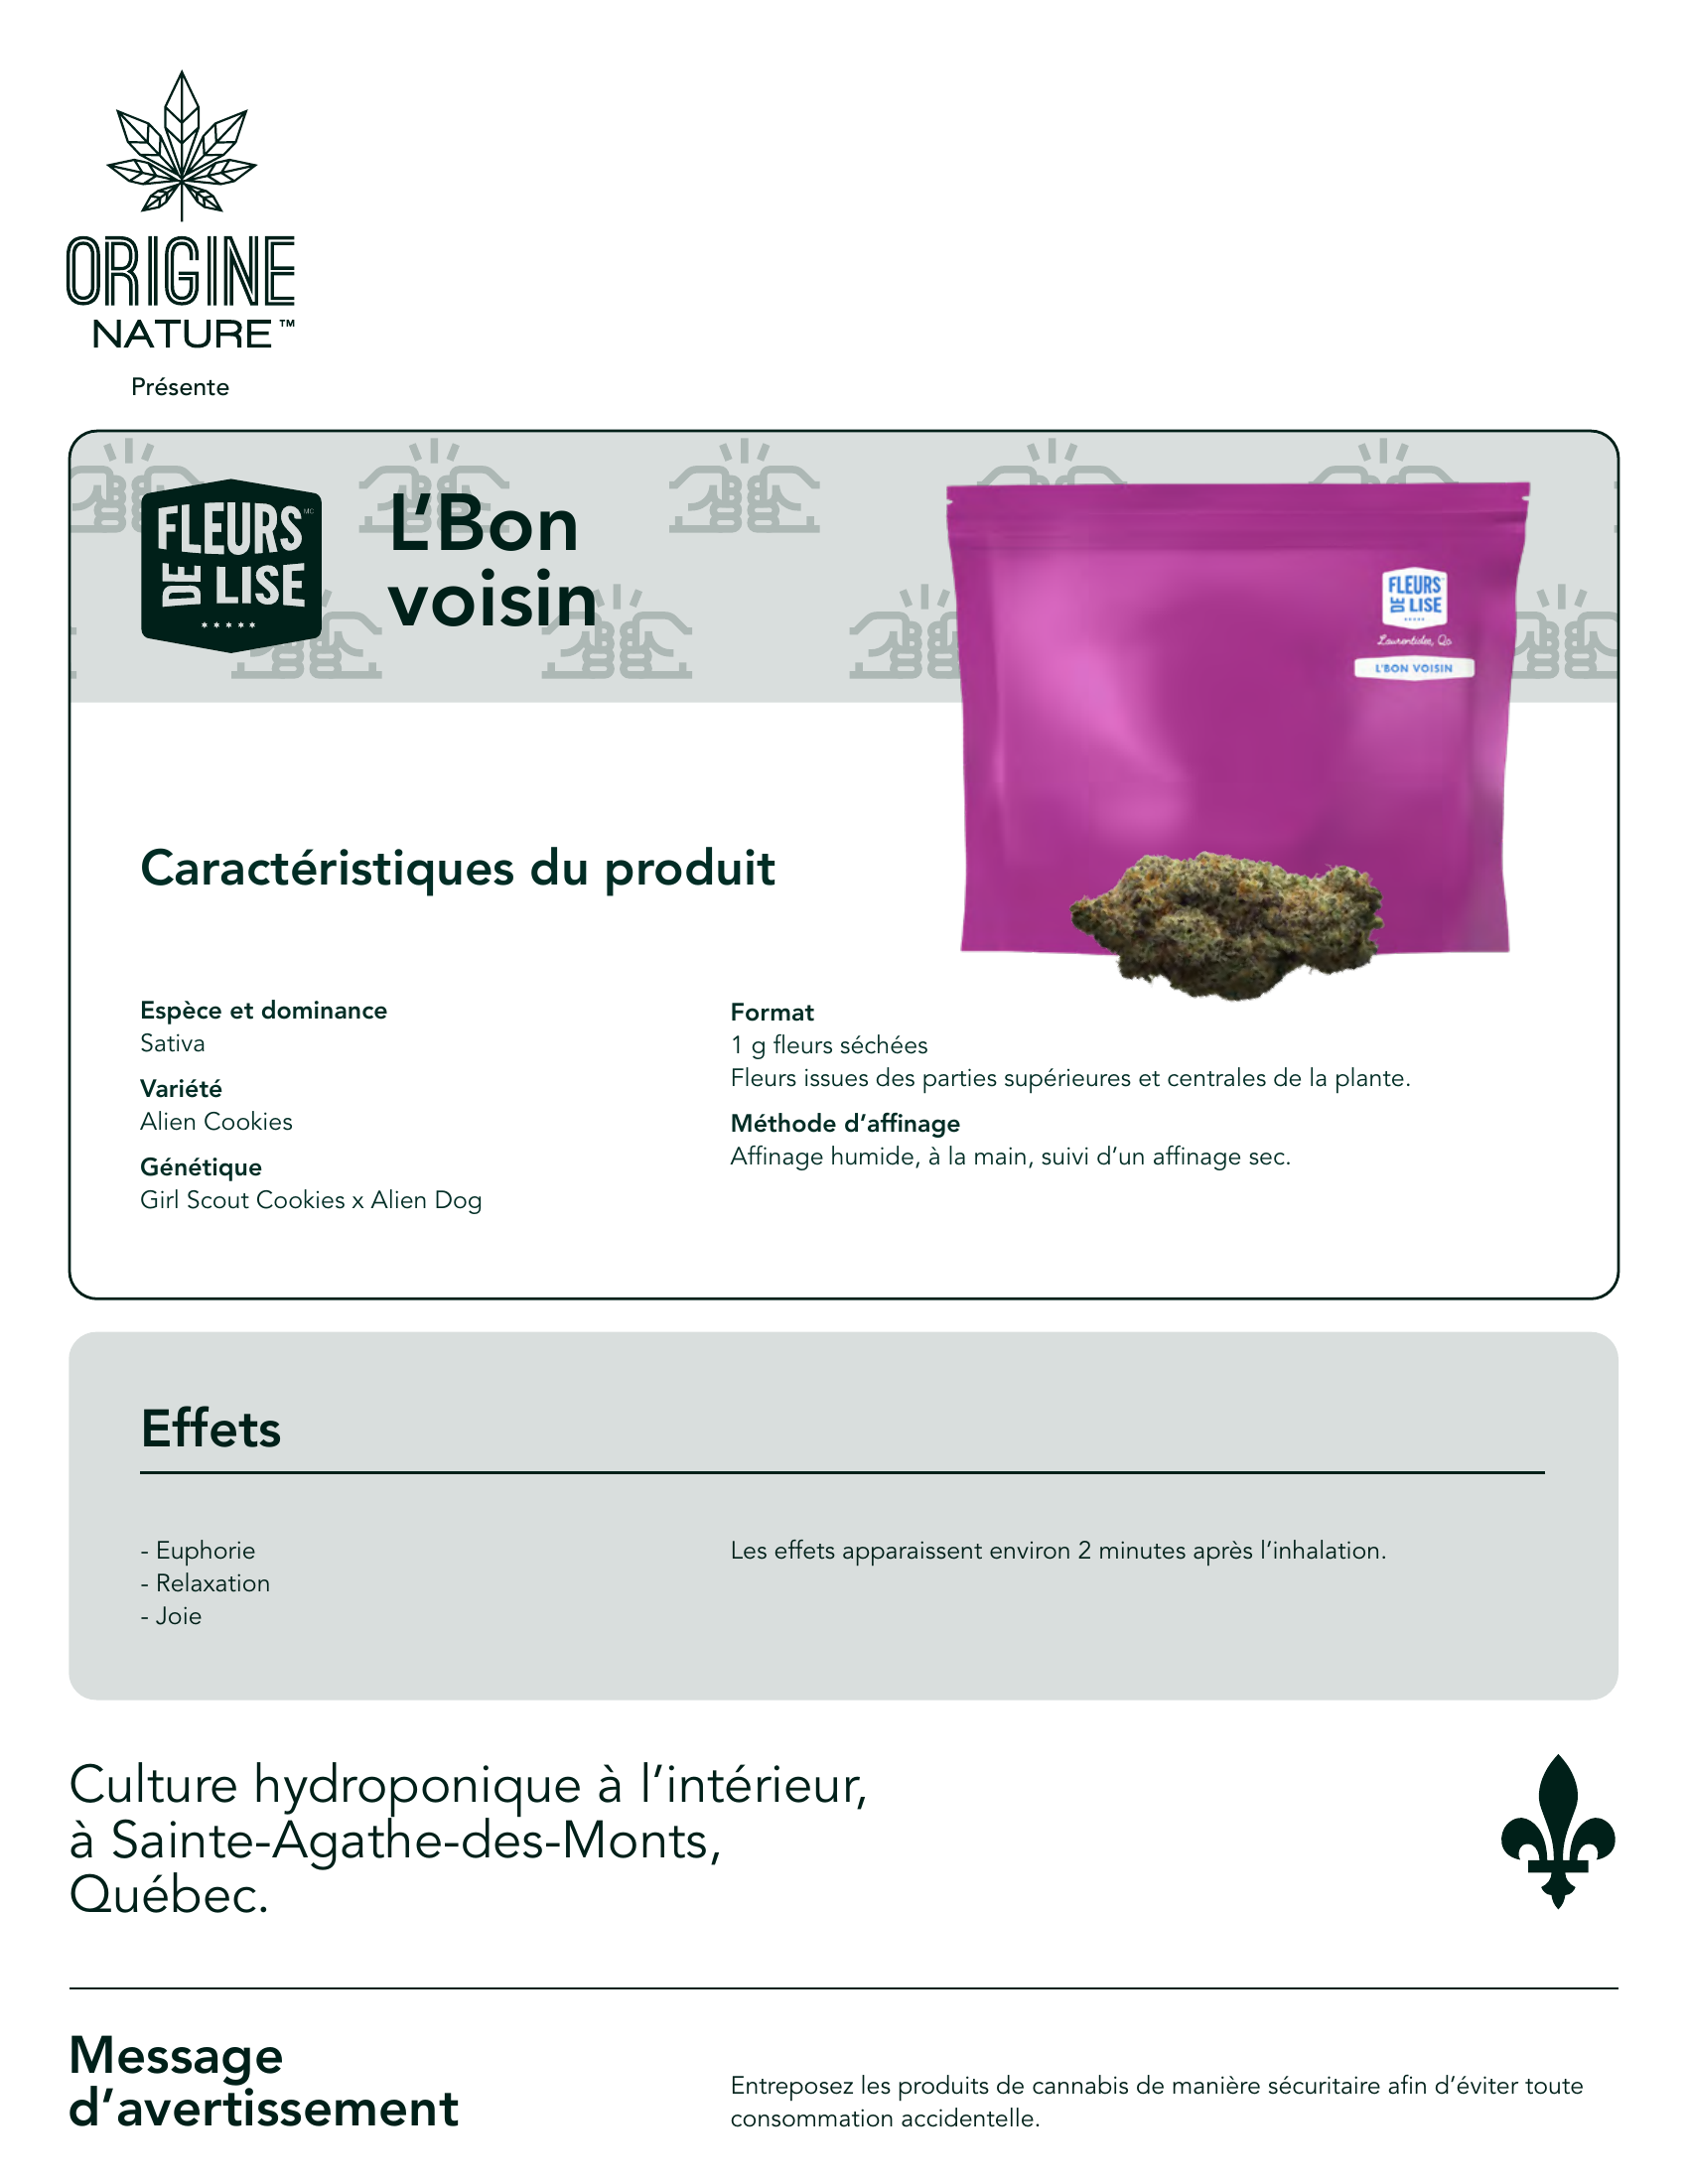 ORIGINE
NATURE™
Présente
FLEURS MC
DE LISE
L'Bon
voisin
FLEURS
DE LISE
Laurentides, Qc
L'BON VOISIN
Caractéristiques du produit
Espèce et dominance
Sativa
Variété
Alien Cookies
Génétique
Girl Scout Cookies x Alien Dog
Format
1 g fleurs séchées
Fleurs issues des parties supérieures et centrales de la plante.
Méthode d'affinage
Affinage humide, à la main, suivi d'un affinage sec.
Effets
- Euphorie
- Relaxation
- Joie
Les effets apparaissent environ 2 minutes après l'inhalation.
Culture hydroponique à l'intérieur,
à Sainte-Agathe-des-Monts,
Québec.
Message
d'avertissement
Entreposez les produits de cannabis de manière sécuritaire afin d'éviter toute
consommation accidentelle.